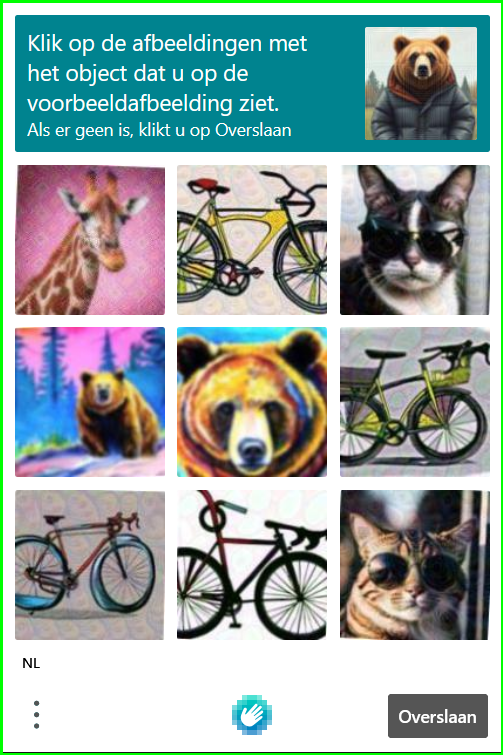 Klik op de afbeeldingen met
het object dat u op de
voorbeeldafbeelding ziet.
Als er geen is, klikt u op Overslaan
NL
Overslaan